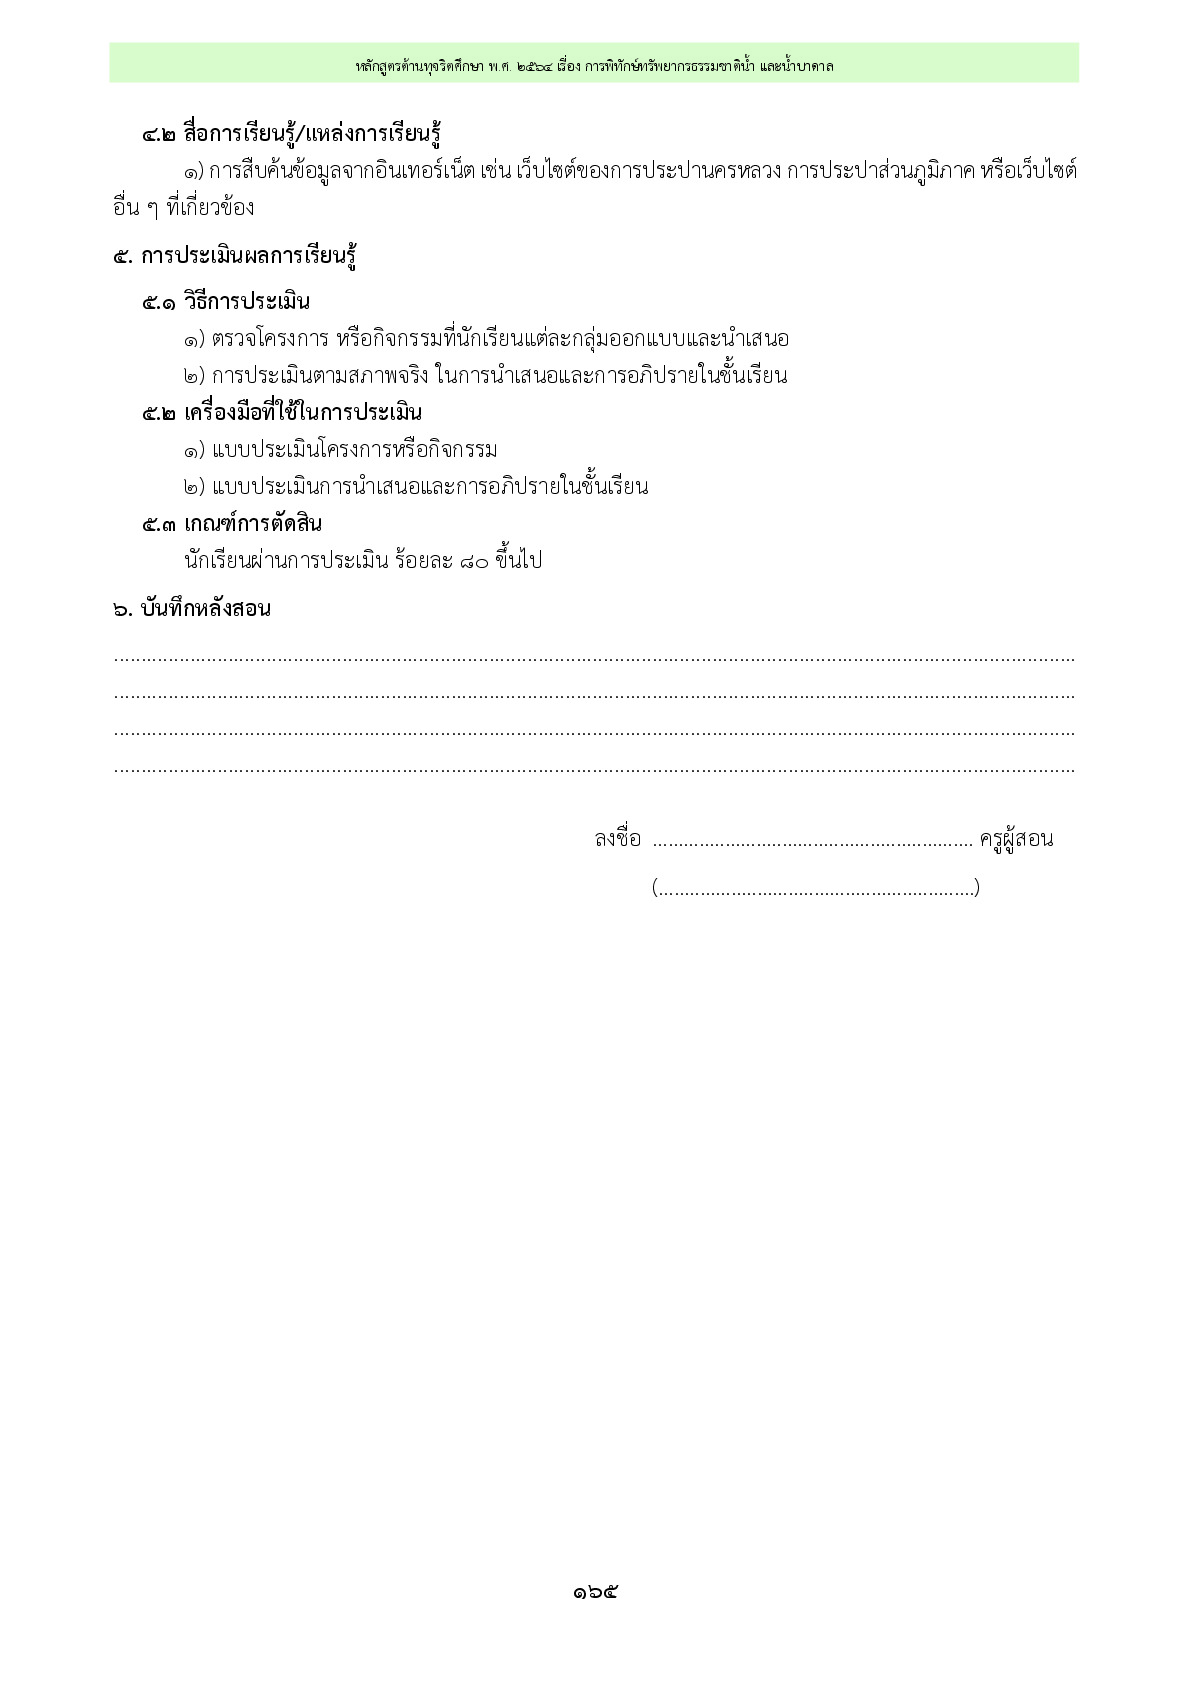 หลักสูตรต้านทุจริตศึกษา พ.ศ. ๒๕๖๔ เรื่อง การพิทักษ์ทรัพยากรธรรมชาติน้ำ และน้ำบาดาล
๔.๒ สื่อการเรียนรู้/แหล่งการเรียนรู้
๑) การสืบค้นข้อมูลจากอินเทอร์เน็ต เช่น เว็บไซต์ของการประปานครหลวง การประปาส่วนภูมิภาค หรือเว็บไซต์
อื่น ๆ ที่เกี่ยวข้อง
๕. การประเมินผลการเรียนรู้
๕.๑ วิธีการประเมิน
๑) ตรวจโครงการ หรือกิจกรรมที่นักเรียนแต่ละกลุ่มออกแบบและนำเสนอ
๒) การประเมินตามสภาพจริง ในการนำเสนอและการอภิปรายในชั้นเรียน
๕.๒ เครื่องมือที่ใช้ในการประเมิน
๑) แบบประเมินโครงการหรือกิจกรรม
๒) แบบประเมินการนำเสนอและการอภิปรายในชั้นเรียน
๕.๓ เกณฑ์การตัดสิน
นักเรียนผ่านการประเมิน ร้อยละ ๘๐ ขึ้นไป
๖. บันทึกหลังสอน
................................................................................
................................................................................
................................................................................
................................................................................
ลงชื่อ .............................................................. ครูผู้สอน
(.............................................................)
๑๖๕